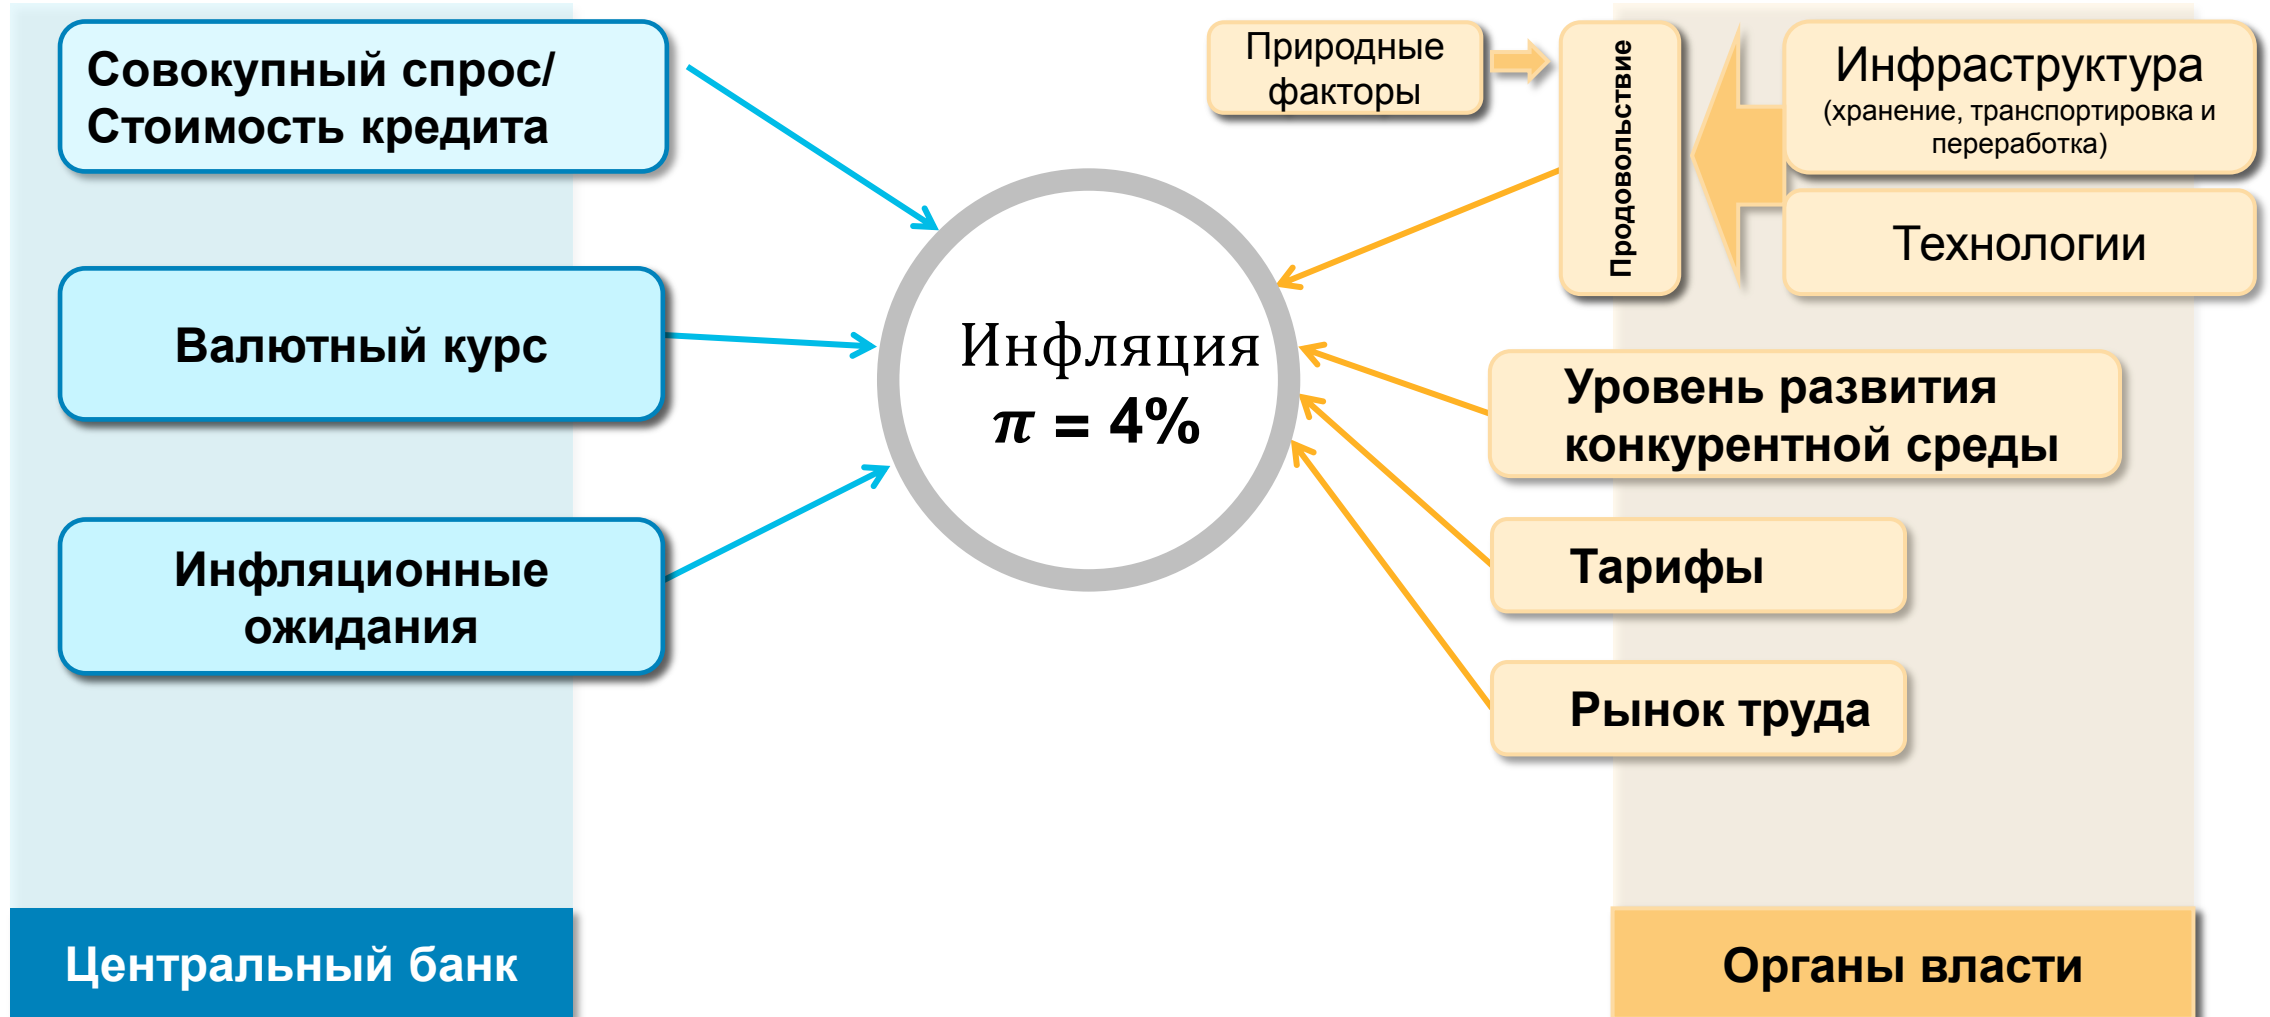 Совокупный спрос/
Стоимость кредита
Валютный курс
Инфляционные
ожидания
Центральный банк
Инфляция
π = 4%
Природные
факторы
Продовольствие
Инфраструктура
(хранение, транспортировка и
переработка)
Технологии
Уровень развития
конкурентной среды
Тарифы
Рынок труда
Органы власти